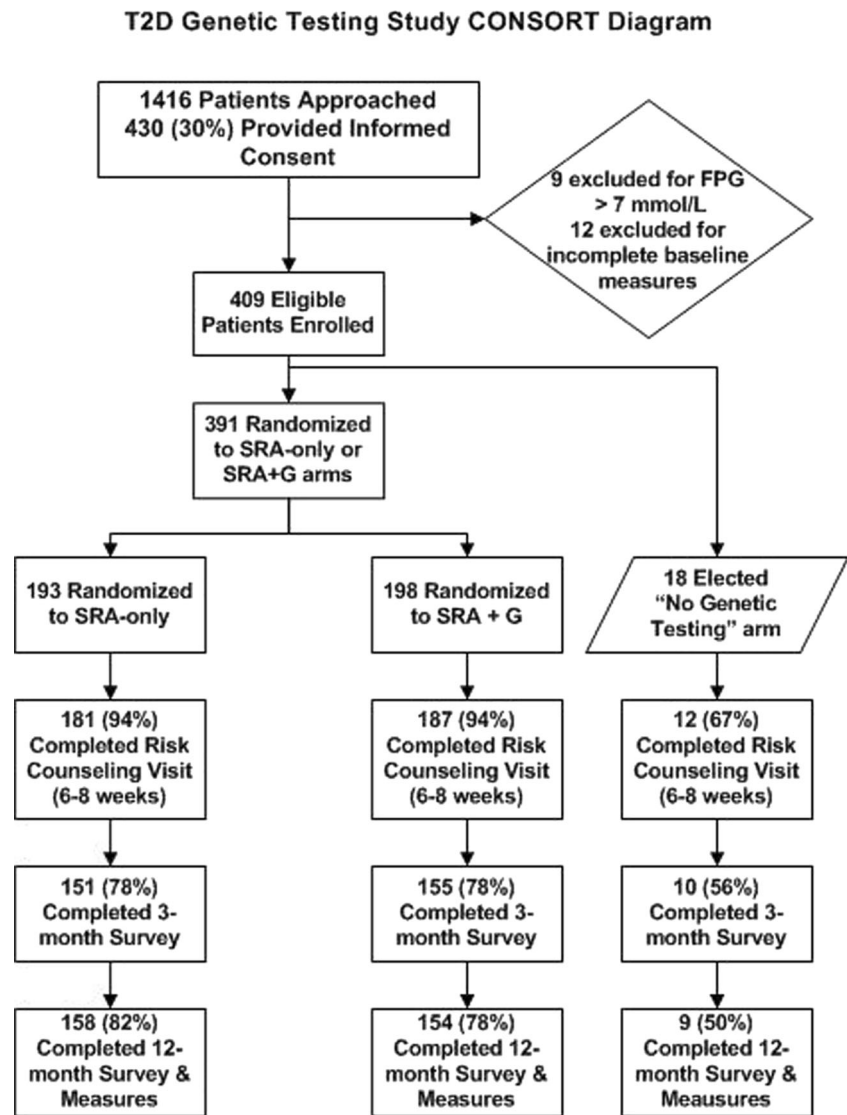 T2D Genetic Testing Study CONSORT Diagram
1416 Patients Approached
430 (30%) Provided Informed
Consent
9 excluded for FPG
> 7 mmol/L
12 excluded for
incomplete baseline
measures
409 Eligible
Patients Enrolled
391 Randomized
to SRA-only or
SRA+G arms
193 Randomized
to SRA-only
198 Randomized
to SRA + G
18 Elected
“No Genetic
Testing” arm
181 (94%)
Completed Risk
Counseling Visit
(6-8 weeks)
187 (94%)
Completed Risk
Counseling Visit
(6-8 weeks)
12 (67%)
Completed Risk
Counseling Visit
(6-8 weeks)
151 (78%)
Completed 3-
month Survey
155 (78%)
Completed 3-
month Survey
10 (56%)
Completed 3-
month Survey
158 (82%)
Completed 12-
month Survey &
Measures
154 (78%)
Completed 12-
month Survey &
Measures
9 (50%)
Completed 12-
month Survey &
Meausures